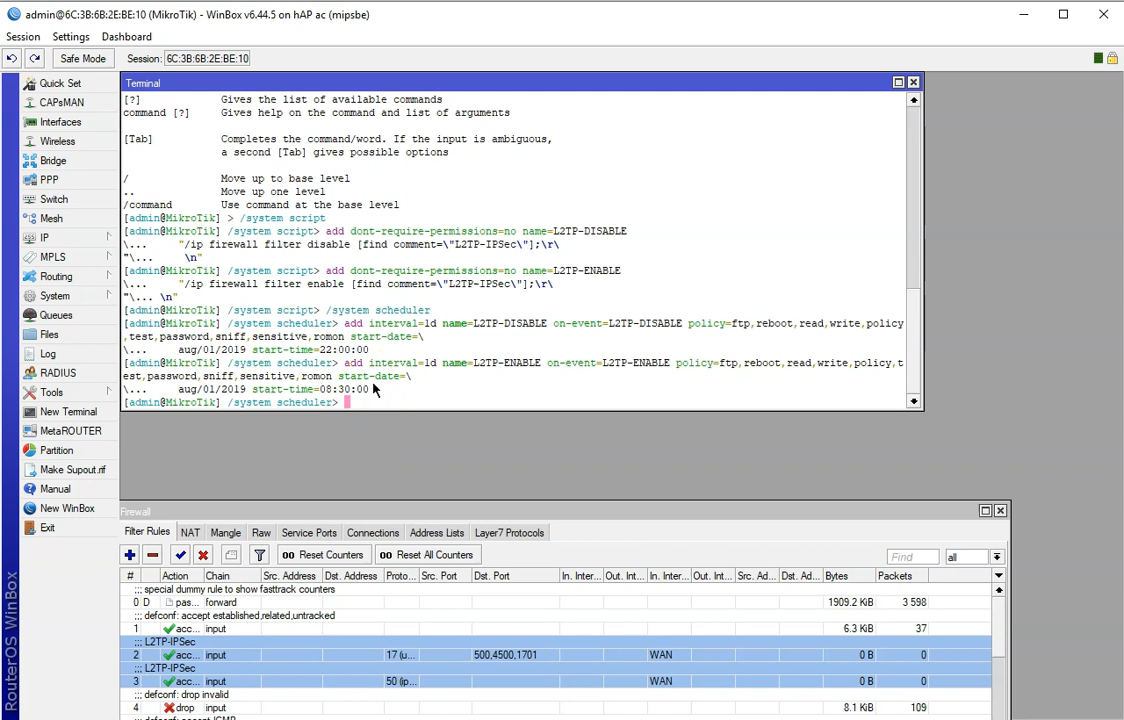 admin@6C:3B:6B:2E:BE:10 (MikroTik) - WinBox v6.44.5 on hAP ac (mipsbe)
Session Settings Dashboard
Safe Mode Session: 6C:3B:6B:2E:BE:10
Quick Set
CAPsMAN
Interfaces
Wireless
Bridge
PPP
Switch
Mesh
IP
MPLS
Routing
System
Queues
Files
Log
RADIUS
Tools
New Terminal
MetaROUTER
Partition
Make Supout.rif
Manual
New WinBox
Exit
RouterOS WinBox
Terminal
[?] Gives the list of available commands
command [?] Gives help on the command and list of arguments
[Tab] Completes the command/word. If the input is ambiguous,
a second [Tab] gives possible options
/ Move up to base level
.. Move up one level
/command Use command at the base level
[admin@MikroTik] > /system script
[admin@MikroTik] /system script> add dont-require-permissions=no name=L2TP-DISABLE
\... "/ip firewall filter disable [find comment=\"L2TP-IPSec\"];\r\
"\... \n"
[admin@MikroTik] /system script> add dont-require-permissions=no name=L2TP-ENABLE
\... "/ip firewall filter enable [find comment=\"L2TP-IPSec\"];\r\
"\... \n"
[admin@MikroTik] /system script> /system scheduler
[admin@MikroTik] /system scheduler> add interval=1d name=L2TP-DISABLE on-event=L2TP-DISABLE policy=ftp,reboot,read,write,policy
,test,password,sniff,sensitive,romon start-date=\
\... aug/01/2019 start-time=22:00:00
[admin@MikroTik] /system scheduler> add interval=1d name=L2TP-ENABLE on-event=L2TP-ENABLE policy=ftp,reboot,read,write,policy,t
est,password,sniff,sensitive,romon start-date=\
\... aug/01/2019 start-time=08:30:00
[admin@MikroTik] /system scheduler>
Firewall
Filter Rules NAT Mangle Raw Service Ports Connections Address Lists Layer7 Protocols
00 Reset Counters 00 Reset All Counters Find all
# Action Chain Src. Address Dst. Address Proto... Src. Port Dst. Port In. Inter... Out. Int... In. Inter... Out. Int... Src. Ad... Dst. Ad... Bytes Packets
;;; special dummy rule to show fasttrack counters
0 D pas... forward 1909.2 KiB 3 598
;;; defconf: accept established,related,untracked
1 acc... input 6.3 KiB 37
;;; L2TP-IPSec
2 acc... input 17 (u... 500,4500,1701 WAN 0 B 0
;;; L2TP-IPSec
3 acc... input 50 (ip... WAN 0 B 0
;;; defconf: drop invalid
4 drop input 8.1 KiB 109
;;; defconf: accept ICMP